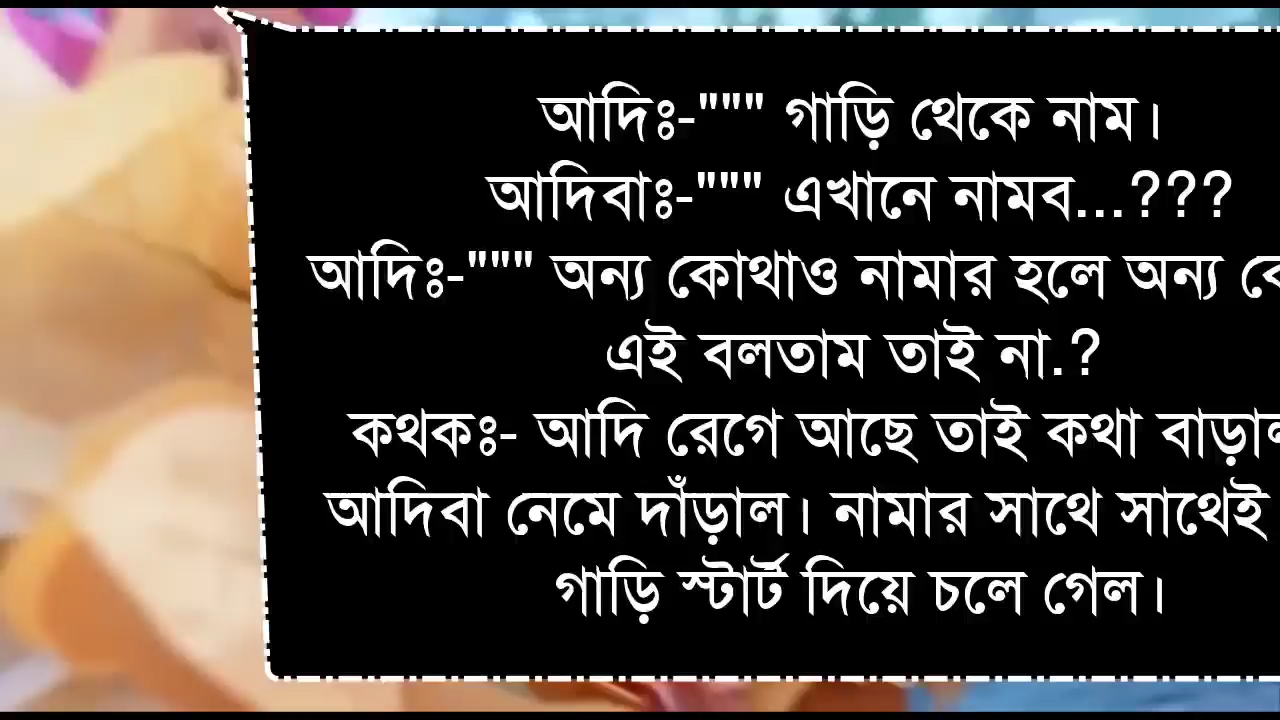 আদিঃ-""" গাড়ি থেকে নাম।
আদিবাঃ-""" এখানে নামব...???
আদিঃ-""" অন্য কোথাও নামার হলে অন্য
এই বলতাম তাই না.?
কথকঃ- আদি রেগে আছে তাই কথা
আদিবা নেমে দাঁড়াল। নামার সাথে সাথেই
গাড়ি স্টার্ট দিয়ে চলে গেল।